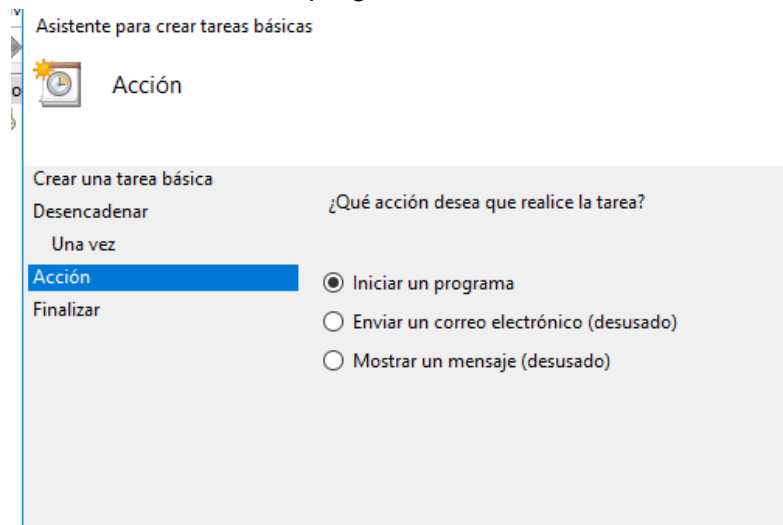 Asistente para crear tareas básicas
Acción
Crear una tarea básica
Desencadenar
Una vez
Acción
Finalizar
¿Qué acción desea que realice la tarea?
Iniciar un programa
Enviar un correo electrónico (desusado)
Mostrar un mensaje (desusado)